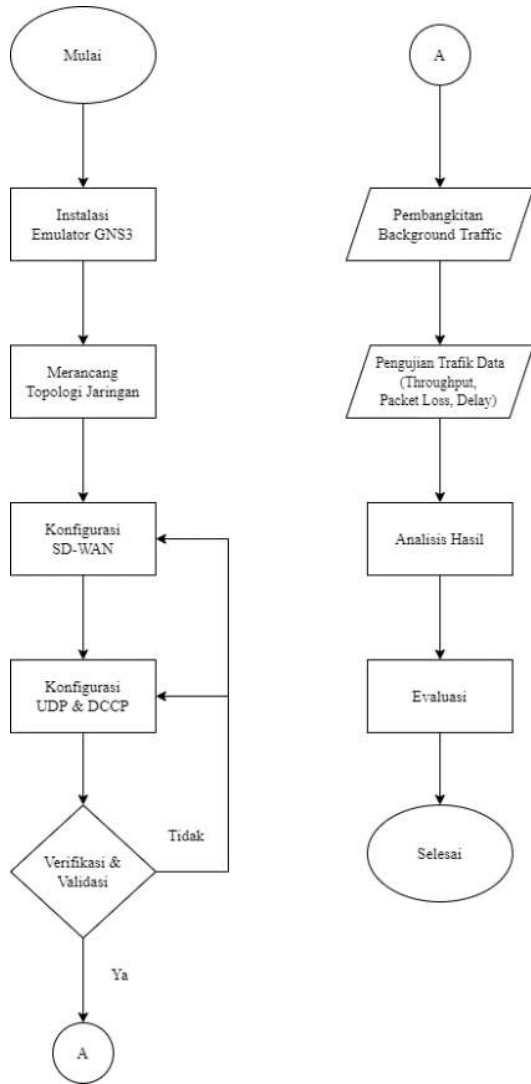 Mulai
Instalasi
Emulator GNS3
Merancang
Topologi Jaringan
Konfigurasi
SD-WAN
Konfigurasi
UDP & DCCP
Verifikasi &
Validasi
Tidak
Ya
A
A
Pembangkitan
Background Traffic
Pengujian Trafik Data
(Throughput,
Packet Loss, Delay)
Analisis Hasil
Evaluasi
Selesai